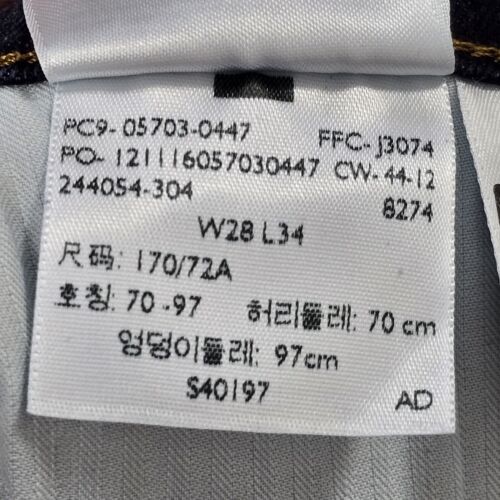 PC9- 05703-0447 FFC- J3074
PO- 121116057030447 CW- 44-12
244054-304 8274
W28 L34
尺码: 170/72A
호칭: 70 -97 허리둘레: 70 cm
엉덩이둘레: 97cm
S40197 AD